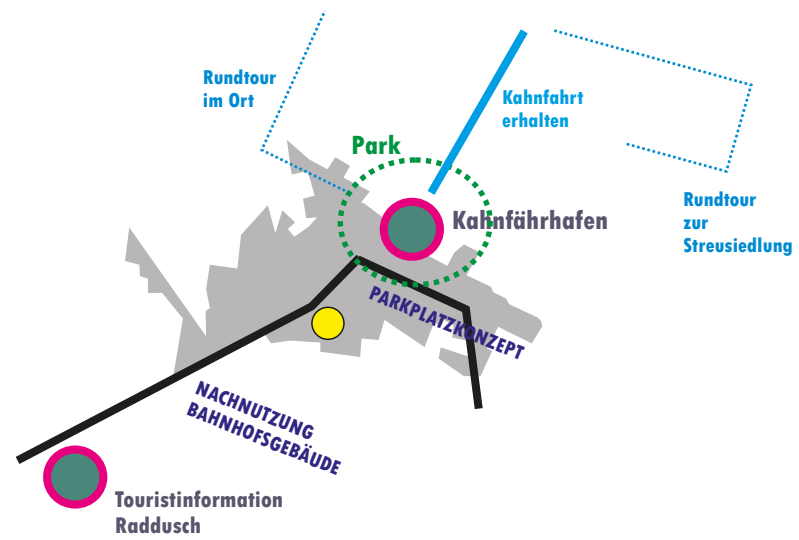 Rundtour
im Ort
Kahnfahrt
erhalten
Park
Rundtour
zur
Streusiedlung
Kahnfährhafen
PARKPLATZKONZEPT
NACHNUTZUNG
BAHNHOFSGEBÄUDE
Touristinformation
Raddusch